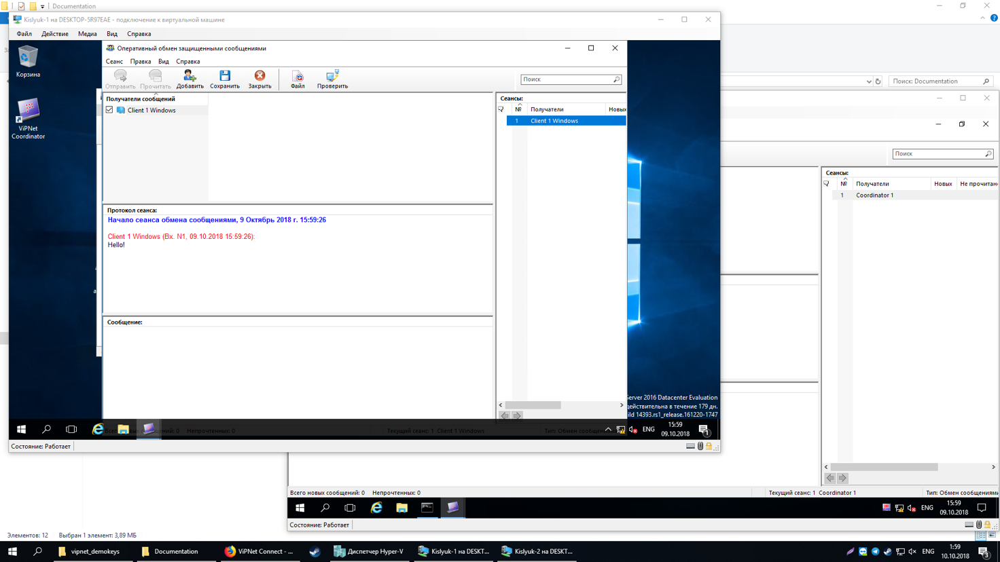 Documentation
Kislyuk-1 на DESKTOP-5R97EAE - подключение к виртуальной машине
Файл Действие Медиа Вид Справка
Корзина
ViPNet
Coordinator
Оперативный обмен защищенными сообщениями
Сеанс Правка Вид Справка
Отправить Прочитать Добавить Сохранить Закрыть Файл Проверить
Поиск
Получатели сообщений
Client 1 Windows
Сеансы:
№ Получатели Новых
1 Client 1 Windows
Протокол сеанса:
Начало сеанса обмена сообщениями, 9 Октябрь 2018 г. 15:59:26
Client 1 Windows (Вх. N1, 09.10.2018 15:59:26):
Hello!
Сообщение:
Server 2016 Datacenter Evaluation
действительна в течение 179 дн.
ild 14393.rs1_release.161220-1747
Непрочтенных: 0
Текущий сеанс: 1 Client 1 Windows
ENG
15:59
09.10.2018
1
Состояние: Работает
Поиск: Documentation
Поиск
Сеансы:
№ Получатели Новых Не прочитано
1 Coordinator 1
Всего новых сообщений: 0 Непрочтенных: 0
Текущий сеанс: 1 Coordinator 1
Тип: Обмен сообщениями
ENG
15:59
09.10.2018
Состояние: Работает
Элементов: 12 Выбран 1 элемент: 3,89 МБ
vipnet_demokeys
Documentation
ViPNet Connect - ...
Диспетчер Hyper-V
Kislyuk-1 на DESKT...
Kislyuk-2 на DESKT...
ENG
1:59
10.10.2018
3